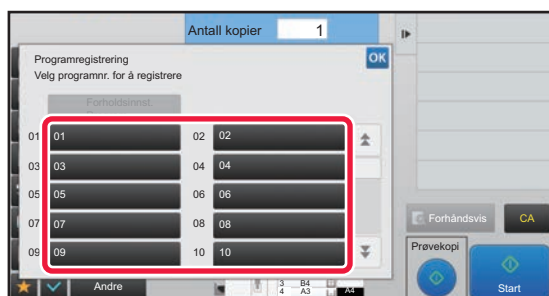 Antall kopier 1
Programregistrering OK
Velg programnr. for å registrere
Forholdsinnst.
01 01 02 02
03 03 04 04
05 05 06 06
07 07 08 08
09 09 10 10
Forhåndsvis CA
Prøvekopi
Andre
3 B4
4 A3 A4
Start